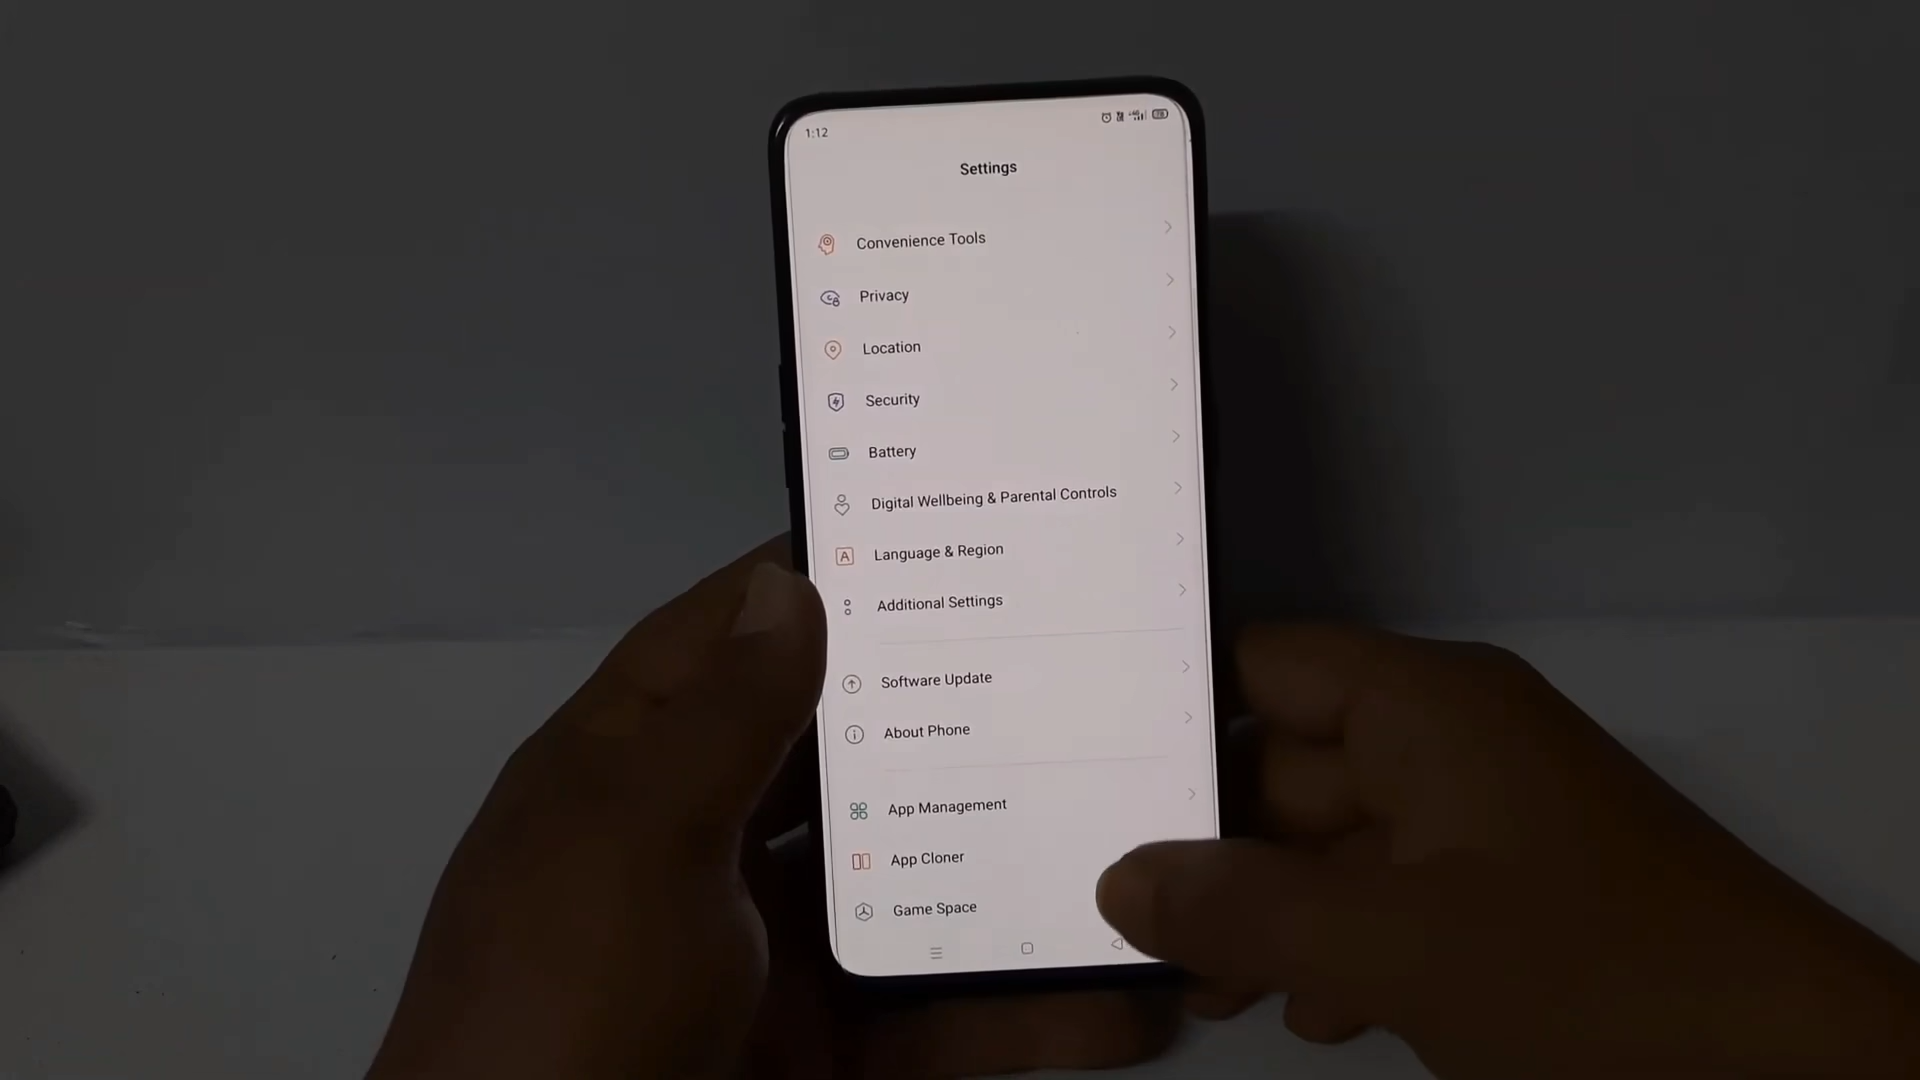 1:12
Settings
Convenience Tools
Privacy
Location
Security
Battery
Digital Wellbeing & Parental Controls
Language & Region
Additional Settings
Software Update
About Phone
App Management
App Cloner
Game Space